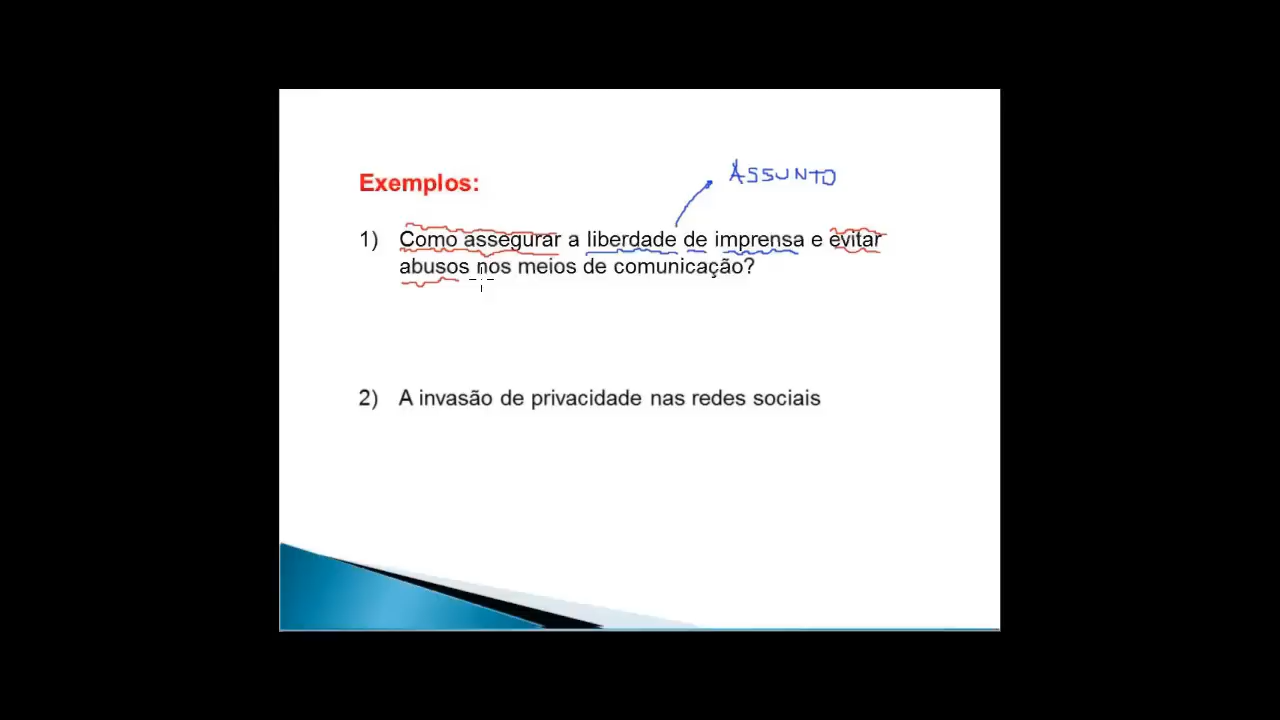 ASSUNTO
Exemplos:
1) Como assegurar a liberdade de imprensa e evitar
abusos nos meios de comunicação?
2) A invasão de privacidade nas redes sociais